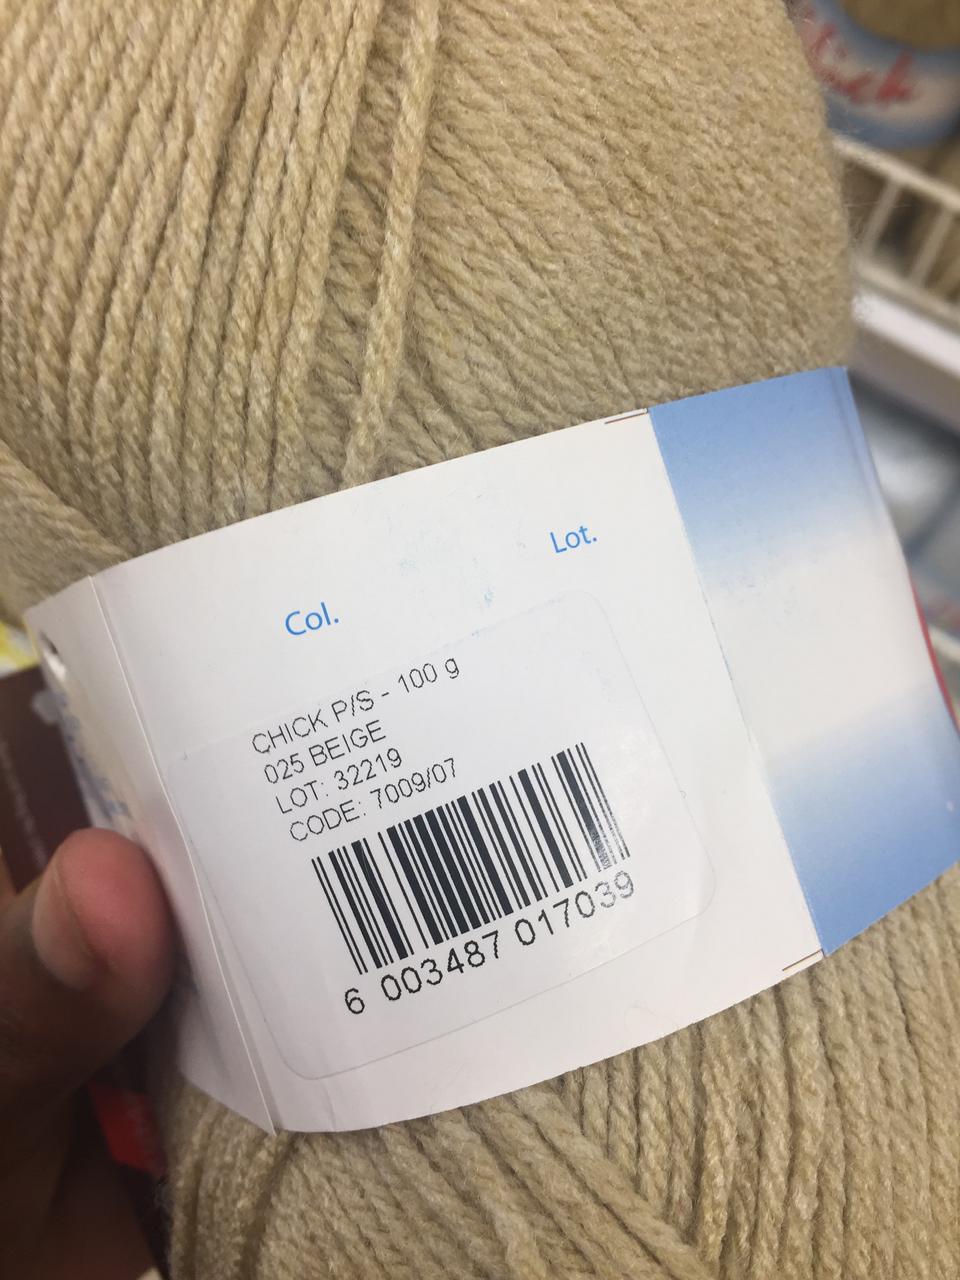 Col.
Lot.
CHICK P/S - 100 g
025 BEIGE
LOT: 32219
CODE: 7009/07
6 003487 017039